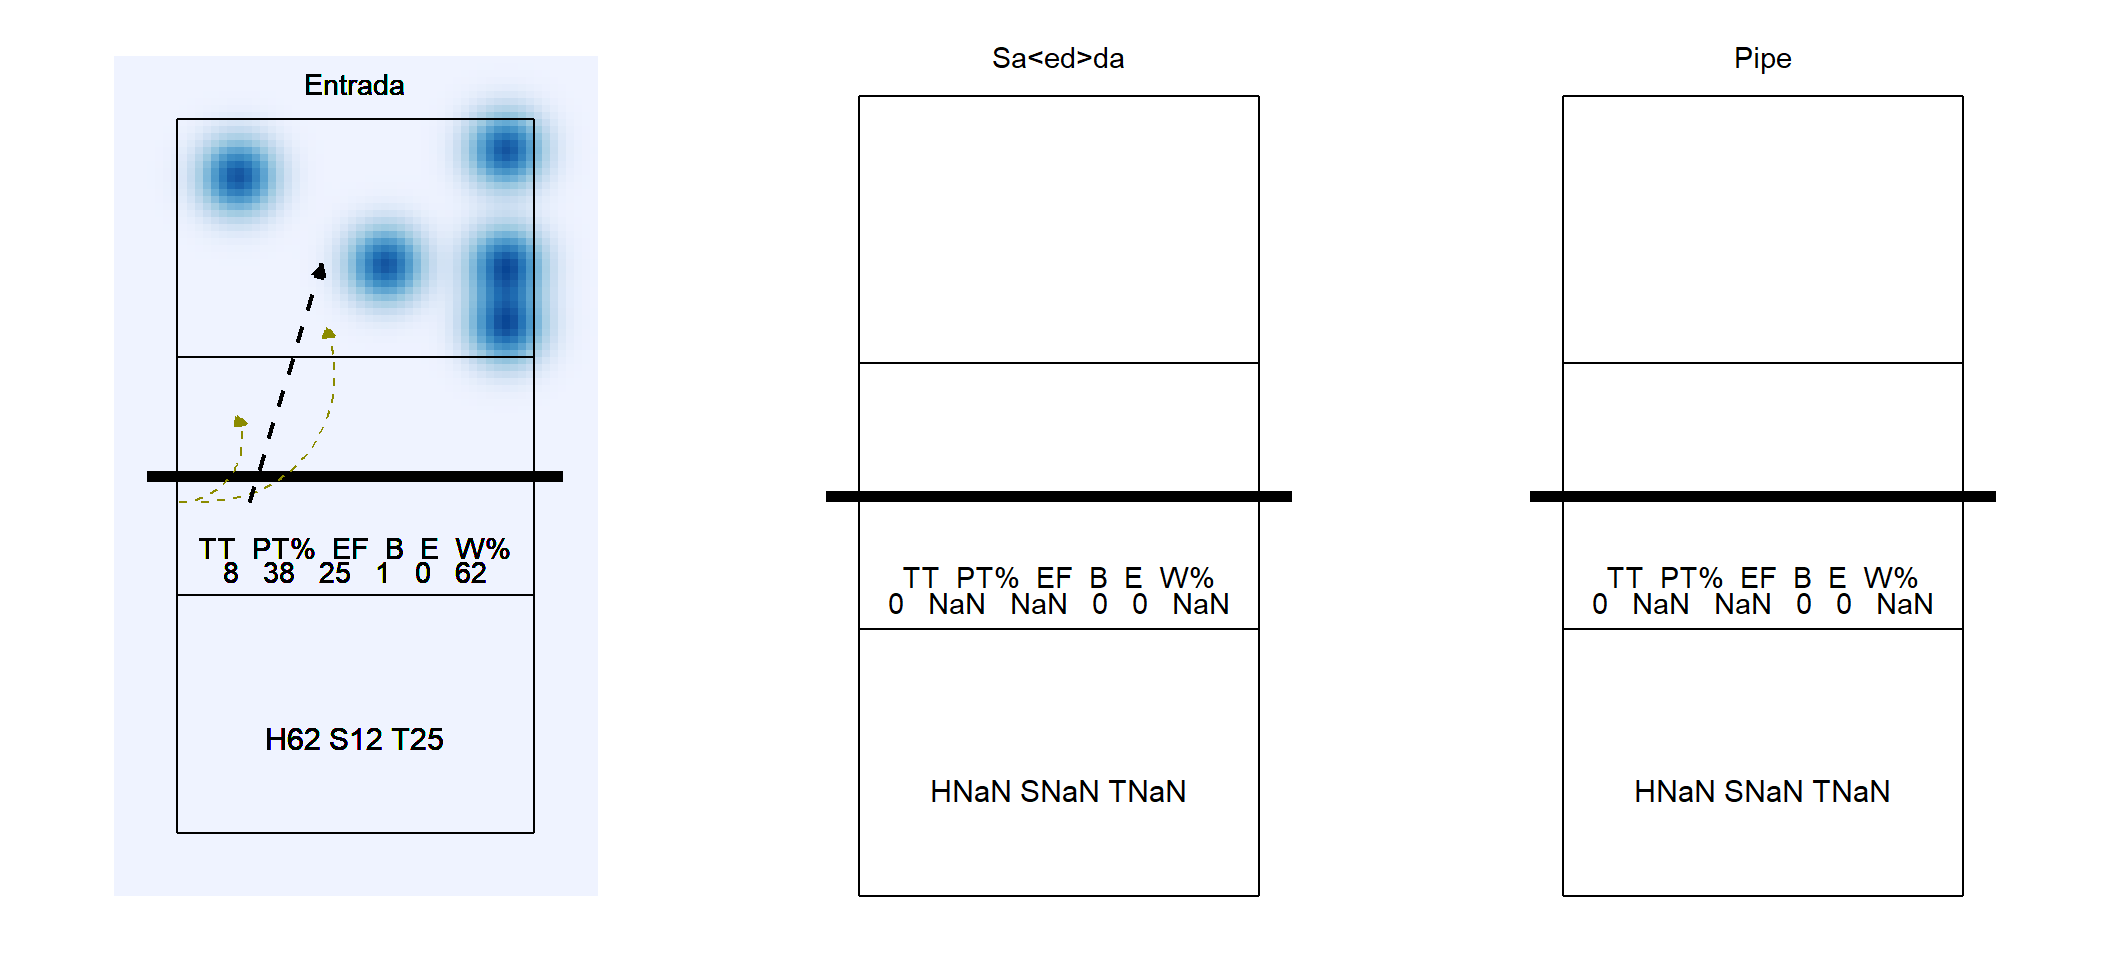 Entrada
TT PT% EF B E W%
8 38 25 1 0 62
H62 S12 T25
Sa<ed>da
TT PT% EF B E W%
0 NaN NaN 0 0 NaN
HNaN SNaN TNaN
Pipe
TT PT% EF B E W%
0 NaN NaN 0 0 NaN
HNaN SNaN TNaN